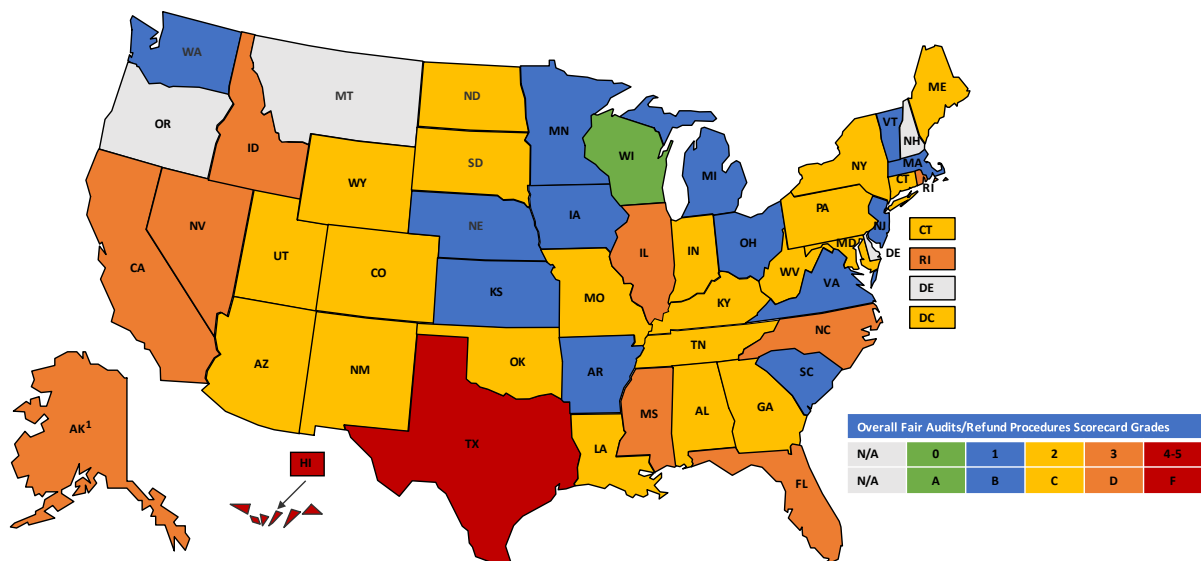 WA
MT
ND
ME
OR
ID
MN
VT
NH
SD
WI
NY
MA
WY
MI
CT
RI
PA
NV
NE
IA
NJ
UT
IL
IN
OH
MD
DE
CA
CO
KS
WV
VA
MO
KY
CT
RI
DE
DC
AZ
NM
OK
TN
NC
AR
SC
AK1
TX
MS
AL
GA
LA
HI
FL
Overall Fair Audits/Refund Procedures Scorecard Grades
N/A 0 1 2 3 4-5
N/A A B C D F